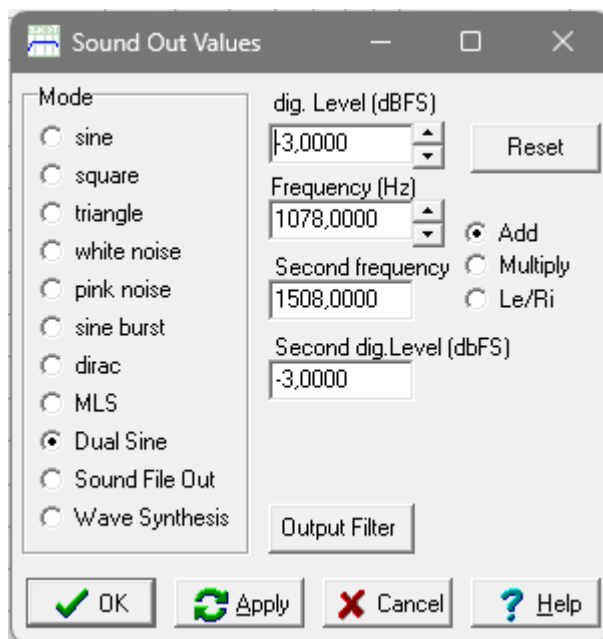 Sound Out Values
Mode
sine
square
triangle
white noise
pink noise
sine burst
dirac
MLS
Dual Sine
Sound File Out
Wave Synthesis
dig. Level (dBFS)
-3,0000
Reset
Frequency (Hz)
1078,0000
Add
Multiply
Le/Ri
Second frequency
1508,0000
Second dig.Level (dbFS)
-3,0000
Output Filter
OK
Apply
Cancel
Help